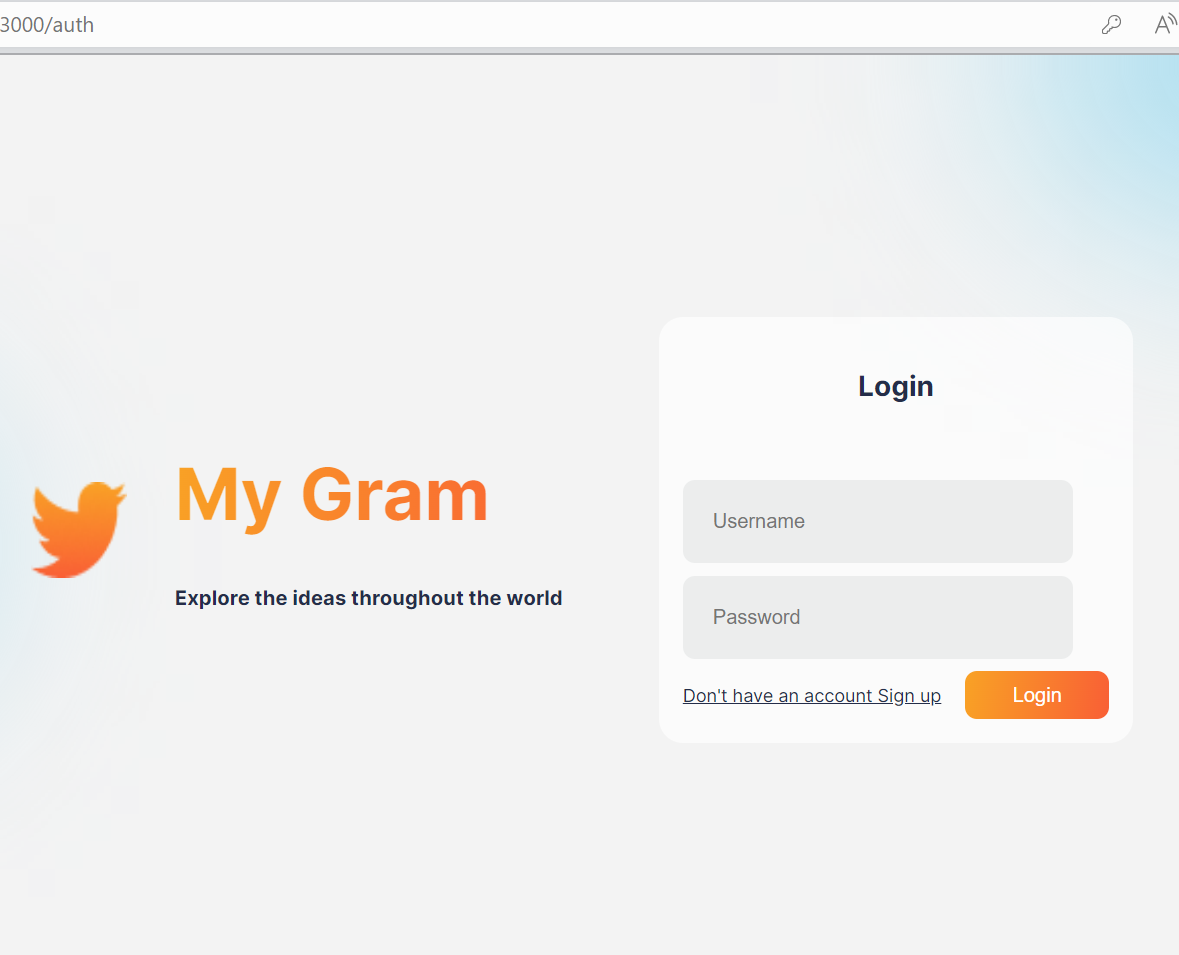 3000/auth
My Gram
Explore the ideas throughout the world
Login
Username
Password
Don't have an account Sign up
Login